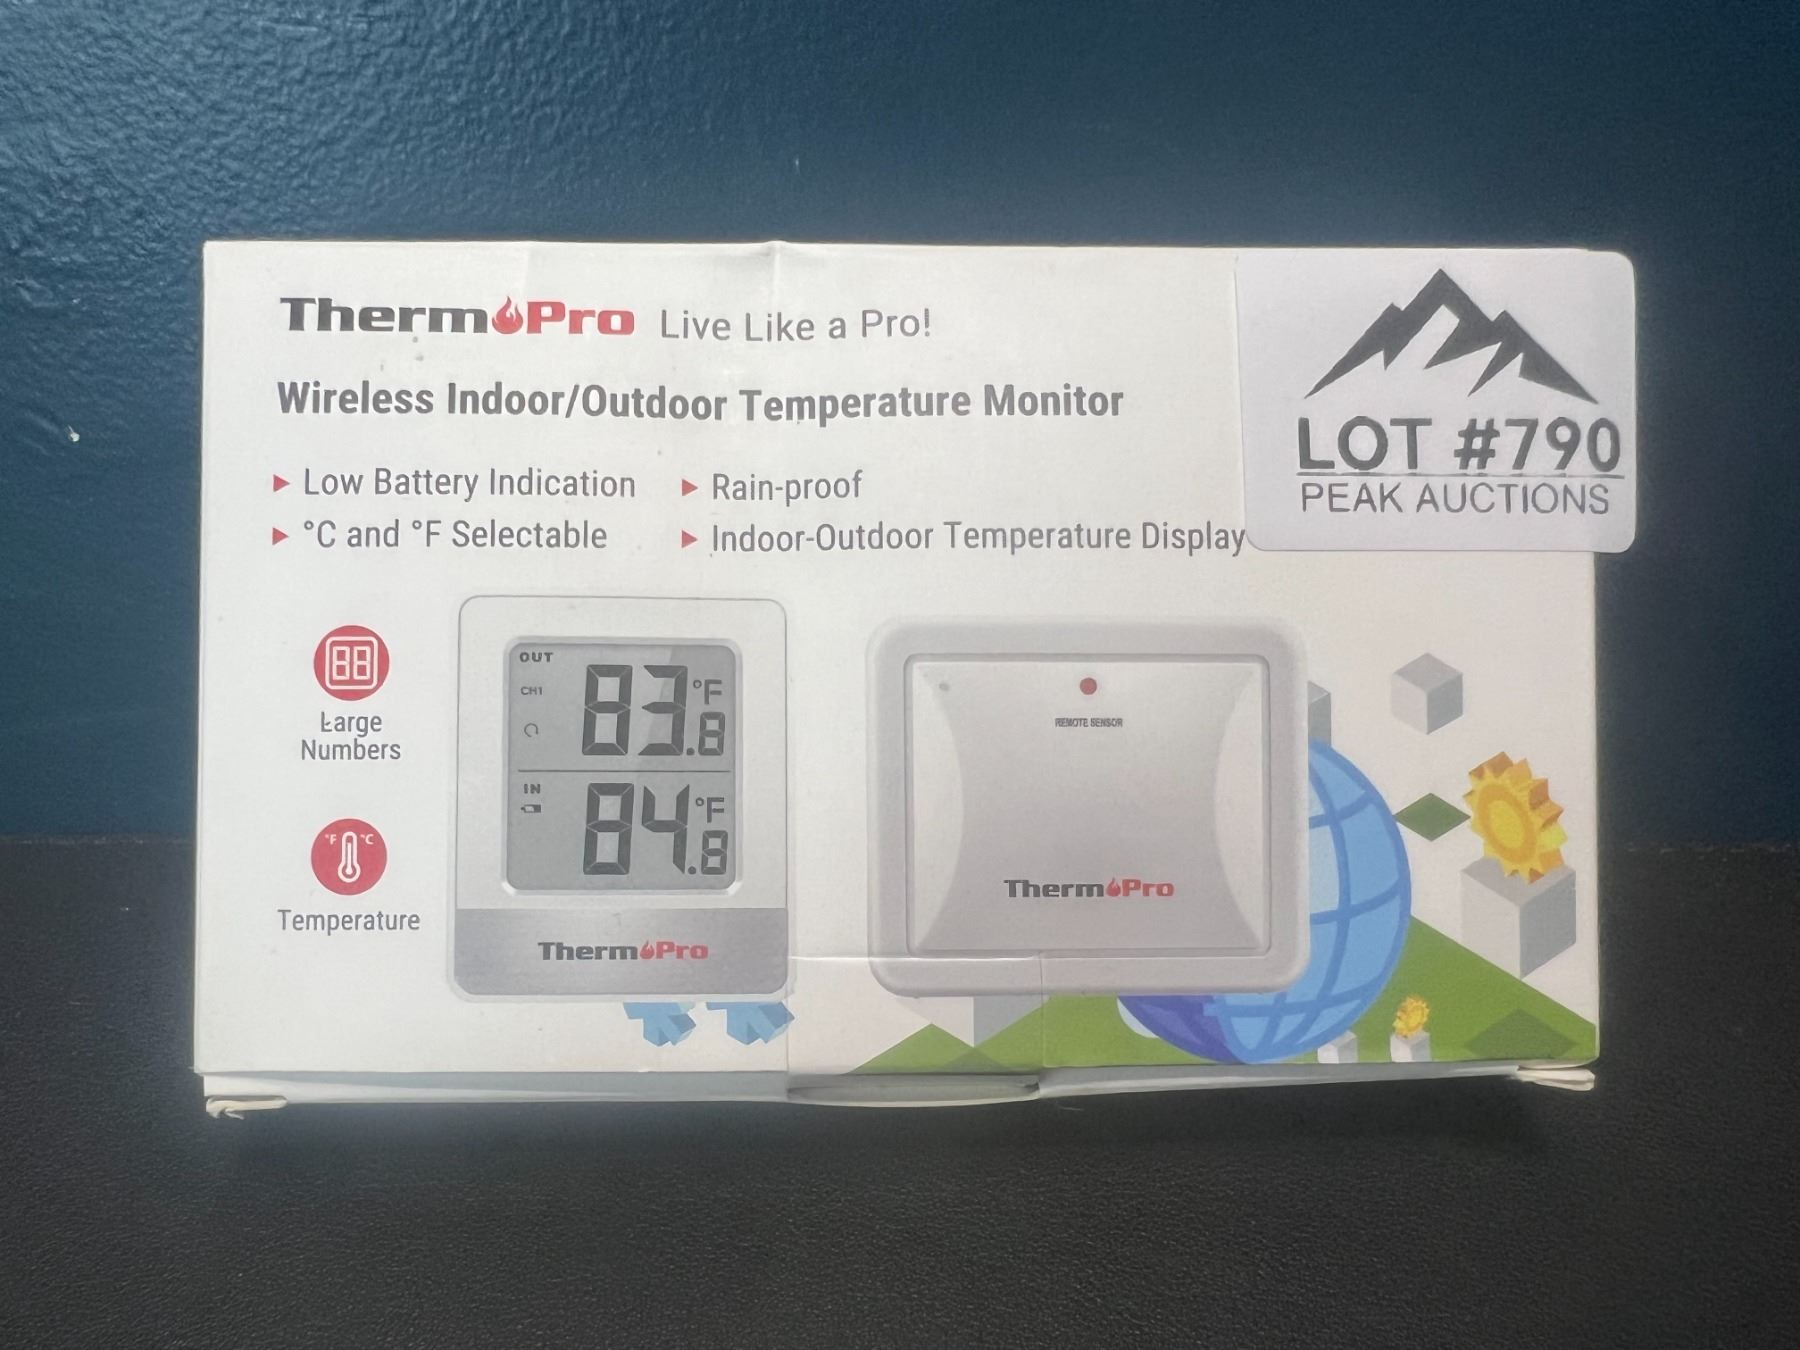 ThermoPro Live Like a Pro!
Wireless Indoor/Outdoor Temperature Monitor
Low Battery Indication
Rain-proof
°C and °F Selectable
Indoor-Outdoor Temperature Display
LOT #790
PEAK AUCTIONS
88
Large
Numbers
°F °C
Temperature
OUT
CH1
83.8 °F
IN
84.8 °F
ThermoPro
REMOTE SENSOR
ThermoPro